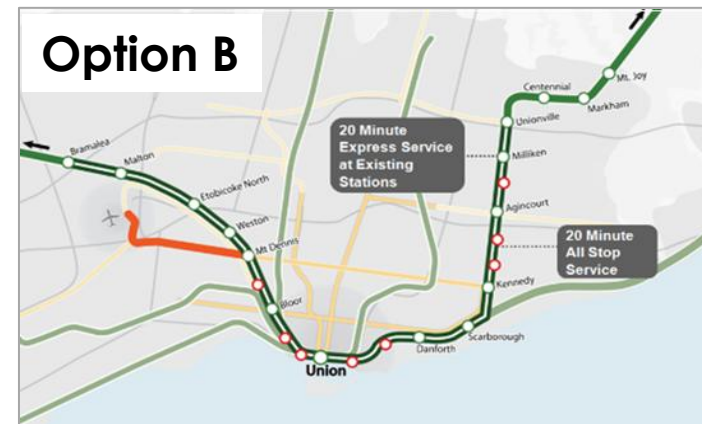 Option B
Mt. Joy
Centennial
Markham
Unionville
20 Minute
Express Service
at Existing
Stations
Milliken
Bramalea
Malton
Etobicoke North
Agincourt
Weston
20 Minute
All Stop
Service
Mt Dennis
Kennedy
Bloor
Scarborough
Danforth
Union